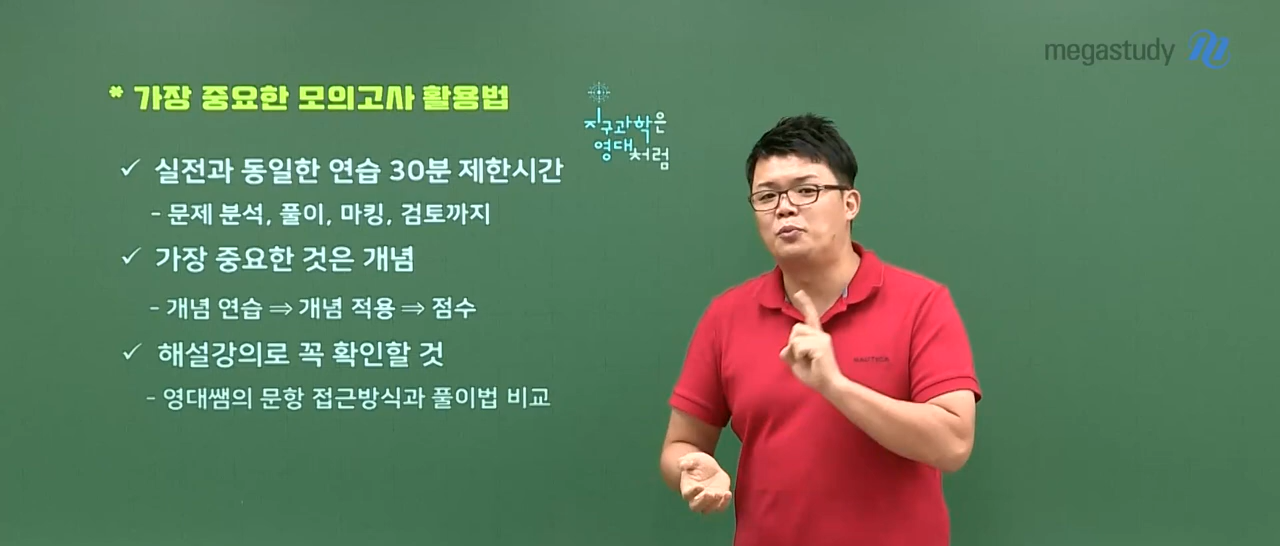 megastudy
* 가장 중요한 모의고사 활용법
지구과학은
영대처럼
✓ 실전과 동일한 연습 30분 제한시간
- 문제 분석, 풀이, 마킹, 검토까지
✓ 가장 중요한 것은 개념
- 개념 연습 ⇒ 개념 적용 ⇒ 점수
✓ 해설강의로 꼭 확인할 것
- 영대쌤의 문항 접근방식과 풀이법 비교
NAUTICA